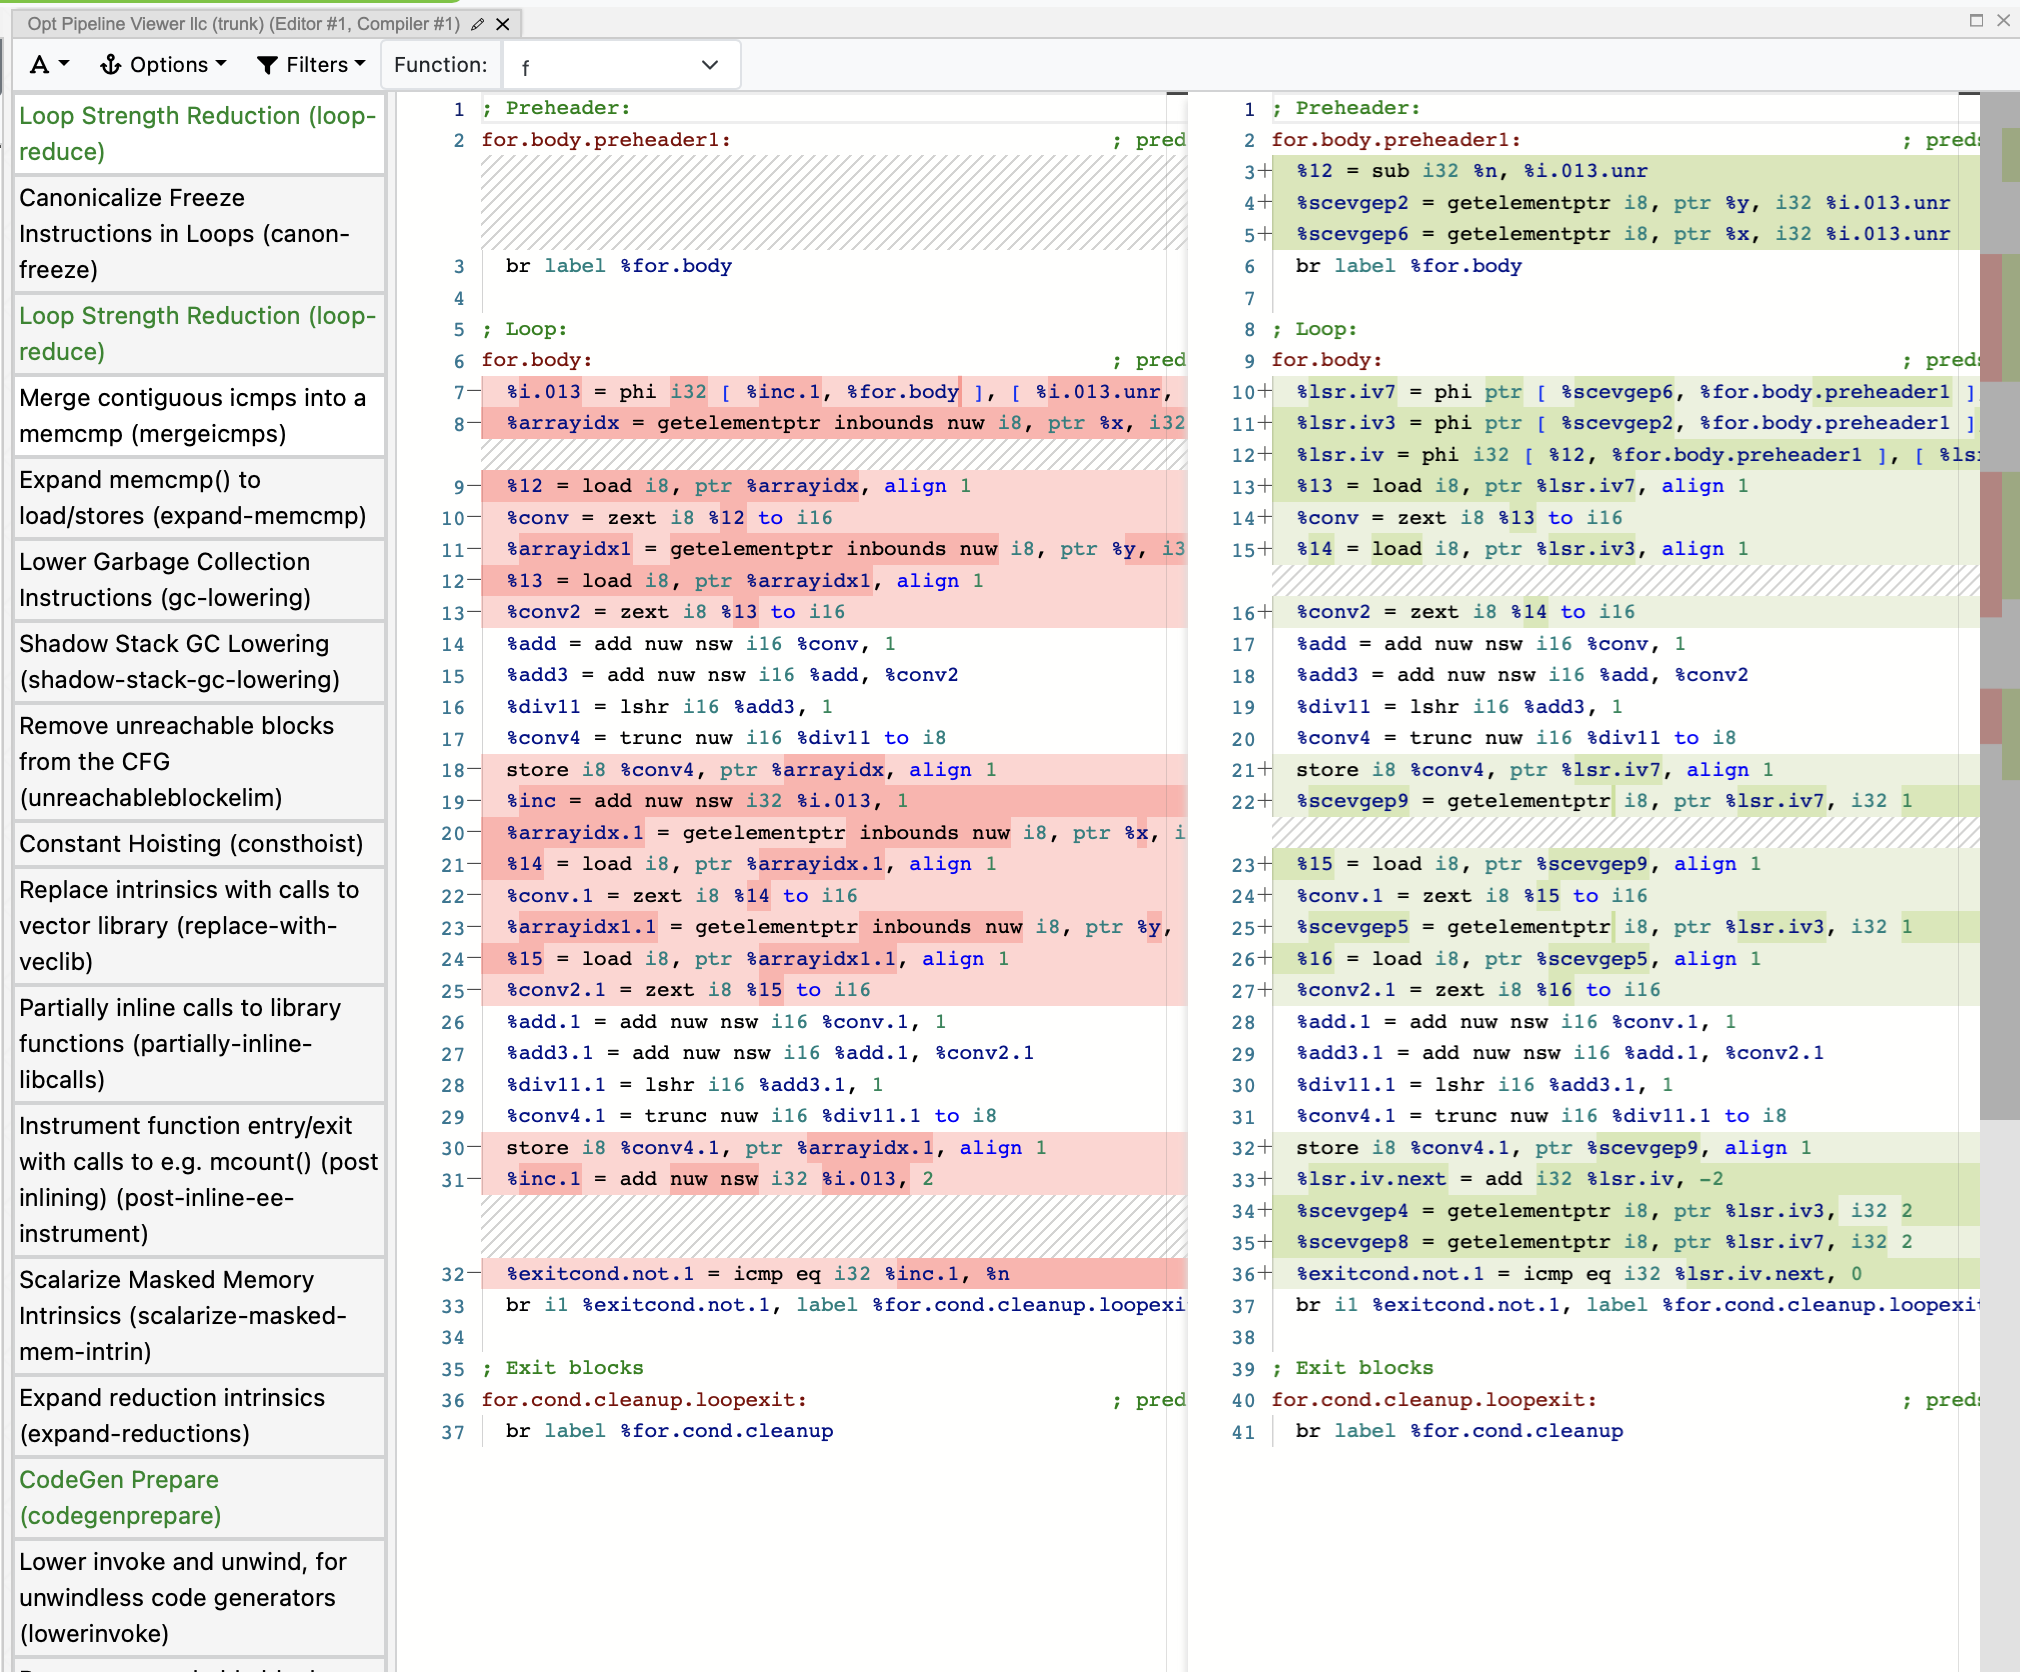 Opt Pipeline Viewer llc (trunk) (Editor #1, Compiler #1)
A Options Filters Function: f
Loop Strength Reduction (loop-
reduce)
Canonicalize Freeze
Instructions in Loops (canon-
freeze)
Loop Strength Reduction (loop-
reduce)
Merge contiguous icmps into a
memcmp (mergeicmps)
Expand memcmp() to
load/stores (expand-memcmp)
Lower Garbage Collection
Instructions (gc-lowering)
Shadow Stack GC Lowering
(shadow-stack-gc-lowering)
Remove unreachable blocks
from the CFG
(unreachableblockelim)
Constant Hoisting (consthoist)
Replace intrinsics with calls to
vector library (replace-with-
veclib)
Partially inline calls to library
functions (partially-inline-
libcalls)
Instrument function entry/exit
with calls to e.g. mcount() (post
inlining) (post-inline-ee-
instrument)
Scalarize Masked Memory
Intrinsics (scalarize-masked-
mem-intrin)
Expand reduction intrinsics
(expand-reductions)
CodeGen Prepare
(codegenprepare)
Lower invoke and unwind, for
unwindless code generators
(lowerinvoke)
1 ; Preheader:
2 for.body.preheader1: ; pred
3 br label %for.body
4
5 ; Loop:
6 for.body: ; pred
7− %i.013 = phi i32 [ %inc.1, %for.body ], [ %i.013.unr,
8− %arrayidx = getelementptr inbounds nuw i8, ptr %x, i32
9− %12 = load i8, ptr %arrayidx, align 1
10− %conv = zext i8 %12 to i16
11− %arrayidx1 = getelementptr inbounds nuw i8, ptr %y, i3
12− %13 = load i8, ptr %arrayidx1, align 1
13− %conv2 = zext i8 %13 to i16
14 %add = add nuw nsw i16 %conv, 1
15 %add3 = add nuw nsw i16 %add, %conv2
16 %div11 = lshr i16 %add3, 1
17 %conv4 = trunc nuw i16 %div11 to i8
18− store i8 %conv4, ptr %arrayidx, align 1
19− %inc = add nuw nsw i32 %i.013, 1
20− %arrayidx.1 = getelementptr inbounds nuw i8, ptr %x, i
21− %14 = load i8, ptr %arrayidx.1, align 1
22− %conv.1 = zext i8 %14 to i16
23− %arrayidx1.1 = getelementptr inbounds nuw i8, ptr %y,
24− %15 = load i8, ptr %arrayidx1.1, align 1
25− %conv2.1 = zext i8 %15 to i16
26 %add.1 = add nuw nsw i16 %conv.1, 1
27 %add3.1 = add nuw nsw i16 %add.1, %conv2.1
28 %div11.1 = lshr i16 %add3.1, 1
29 %conv4.1 = trunc nuw i16 %div11.1 to i8
30− store i8 %conv4.1, ptr %arrayidx.1, align 1
31− %inc.1 = add nuw nsw i32 %i.013, 2
32− %exitcond.not.1 = icmp eq i32 %inc.1, %n
33 br i1 %exitcond.not.1, label %for.cond.cleanup.loopexi
34
35 ; Exit blocks
36 for.cond.cleanup.loopexit: ; pred
37 br label %for.cond.cleanup
1 ; Preheader:
2 for.body.preheader1: ; preds
3+ %12 = sub i32 %n, %i.013.unr
4+ %scevgep2 = getelementptr i8, ptr %y, i32 %i.013.unr
5+ %scevgep6 = getelementptr i8, ptr %x, i32 %i.013.unr
6 br label %for.body
7
8 ; Loop:
9 for.body: ; preds
10+ %lsr.iv7 = phi ptr [ %scevgep6, %for.body.preheader1 ]
11+ %lsr.iv3 = phi ptr [ %scevgep2, %for.body.preheader1 ]
12+ %lsr.iv = phi i32 [ %12, %for.body.preheader1 ], [ %ls
13+ %13 = load i8, ptr %lsr.iv7, align 1
14+ %conv = zext i8 %13 to i16
15+ %14 = load i8, ptr %lsr.iv3, align 1
16+ %conv2 = zext i8 %14 to i16
17 %add = add nuw nsw i16 %conv, 1
18 %add3 = add nuw nsw i16 %add, %conv2
19 %div11 = lshr i16 %add3, 1
20 %conv4 = trunc nuw i16 %div11 to i8
21+ store i8 %conv4, ptr %lsr.iv7, align 1
22+ %scevgep9 = getelementptr i8, ptr %lsr.iv7, i32 1
23+ %15 = load i8, ptr %scevgep9, align 1
24+ %conv.1 = zext i8 %15 to i16
25+ %scevgep5 = getelementptr i8, ptr %lsr.iv3, i32 1
26+ %16 = load i8, ptr %scevgep5, align 1
27+ %conv2.1 = zext i8 %16 to i16
28 %add.1 = add nuw nsw i16 %conv.1, 1
29 %add3.1 = add nuw nsw i16 %add.1, %conv2.1
30 %div11.1 = lshr i16 %add3.1, 1
31 %conv4.1 = trunc nuw i16 %div11.1 to i8
32+ store i8 %conv4.1, ptr %scevgep9, align 1
33+ %lsr.iv.next = add i32 %lsr.iv, -2
34+ %scevgep4 = getelementptr i8, ptr %lsr.iv3, i32 2
35+ %scevgep8 = getelementptr i8, ptr %lsr.iv7, i32 2
36+ %exitcond.not.1 = icmp eq i32 %lsr.iv.next, 0
37 br i1 %exitcond.not.1, label %for.cond.cleanup.loopexit
38
39 ; Exit blocks
40 for.cond.cleanup.loopexit: ; preds
41 br label %for.cond.cleanup